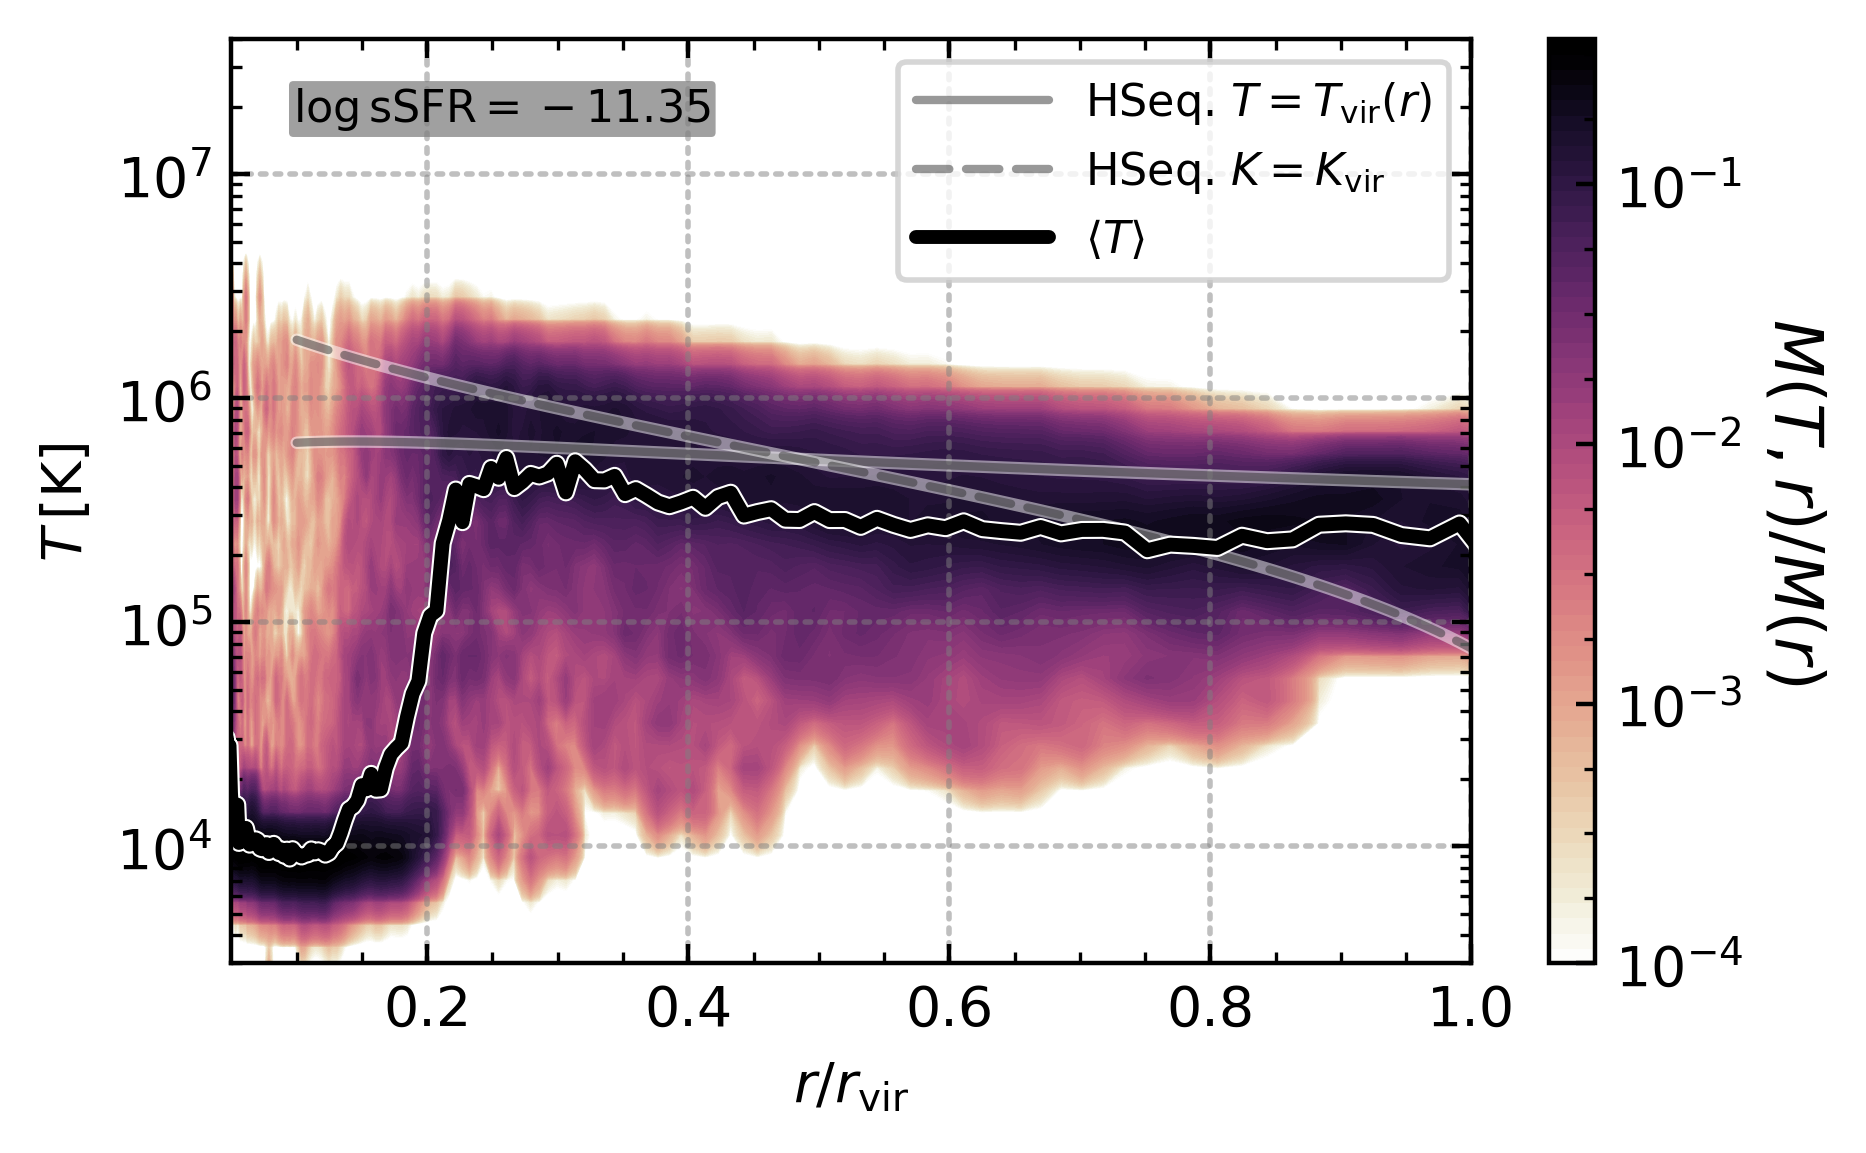 log sSFR = −11.35
HSeq. T = T_vir(r)
HSeq. K = K_vir
⟨T⟩
10^7
10^6
10^5
10^4
T [K]
0.2 0.4 0.6 0.8 1.0
r/r_vir
10^−1
10^−2
10^−3
10^−4
M(T, r)/M(r)